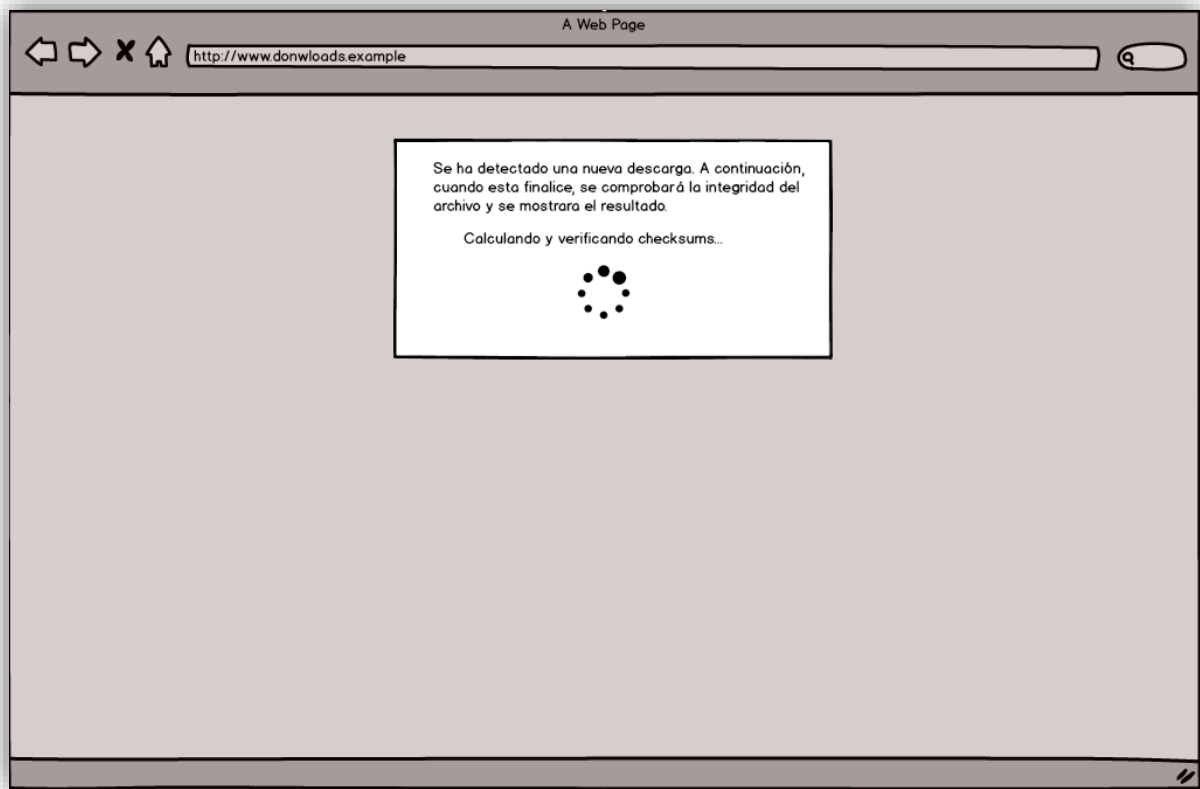 A Web Page
http://www.donwloads.example
Se ha detectado una nueva descarga. A continuación,
cuando esta finalice, se comprobará la integridad del
archivo y se mostrara el resultado.
Calculando y verificando checksums...